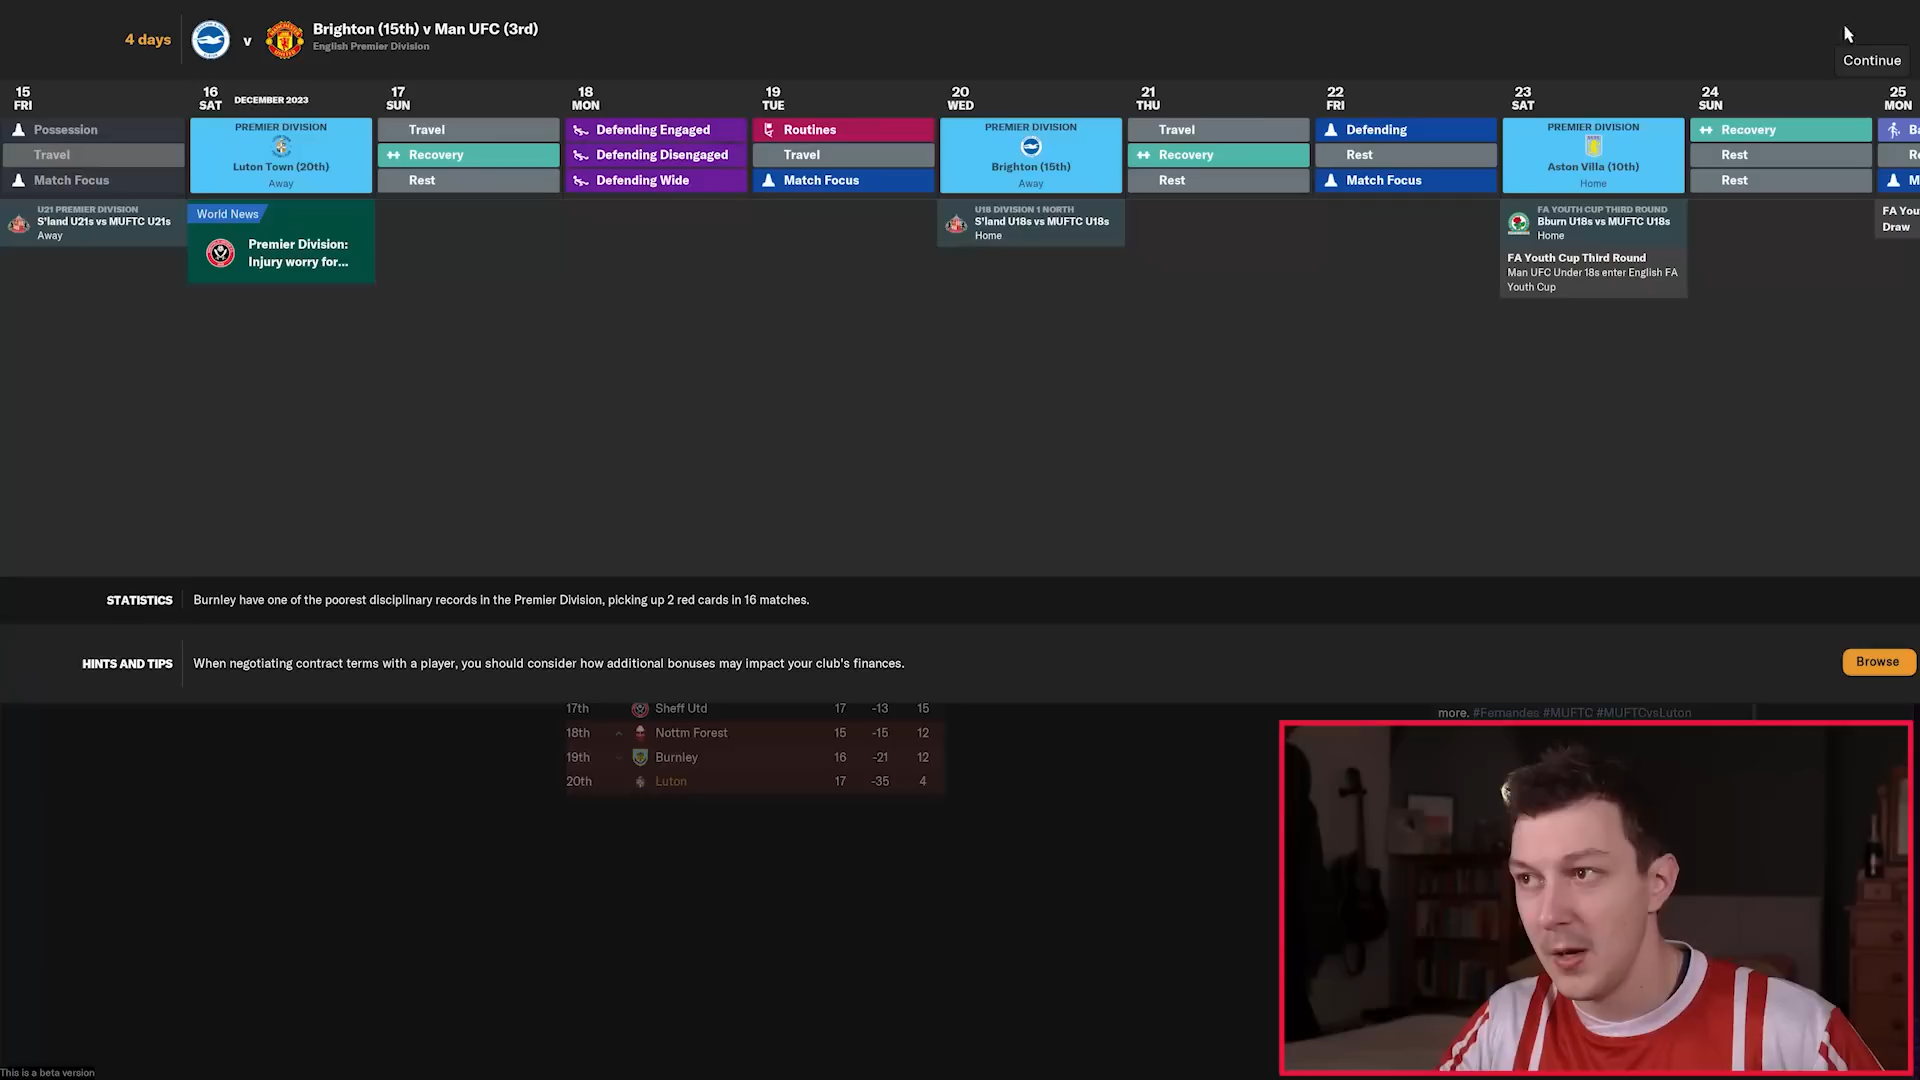 4 days
v
Brighton (15th) v Man UFC (3rd)
English Premier Division
Continue
15
FRI
16
SAT
DECEMBER 2023
17
SUN
18
MON
19
TUE
20
WED
21
THU
22
FRI
23
SAT
24
SUN
25
MON
Possession
Travel
Match Focus
PREMIER DIVISION
Luton Town (20th)
Away
Travel
Recovery
Rest
Defending Engaged
Defending Disengaged
Defending Wide
Routines
Travel
Match Focus
PREMIER DIVISION
Brighton (15th)
Away
Travel
Recovery
Rest
Defending
Rest
Match Focus
PREMIER DIVISION
Aston Villa (10th)
Home
Recovery
Rest
Rest
Ba
Re
M
U21 PREMIER DIVISION
S'land U21s vs MUFTC U21s
Away
World News
Premier Division:
Injury worry for...
U18 DIVISION 1 NORTH
S'land U18s vs MUFTC U18s
Home
FA YOUTH CUP THIRD ROUND
Bburn U18s vs MUFTC U18s
Home
FA Youth Cup Third Round
Man UFC Under 18s enter English FA
Youth Cup
FA You
Draw
STATISTICS
Burnley have one of the poorest disciplinary records in the Premier Division, picking up 2 red cards in 16 matches.
HINTS AND TIPS
When negotiating contract terms with a player, you should consider how additional bonuses may impact your club's finances.
Browse
17th Sheff Utd 17 -13 15
18th Nottm Forest 15 -15 12
19th Burnley 16 -21 12
20th Luton 17 -35 4
more. #Fernandes #MUFTC #MUFTCvsLuton
This is a beta version